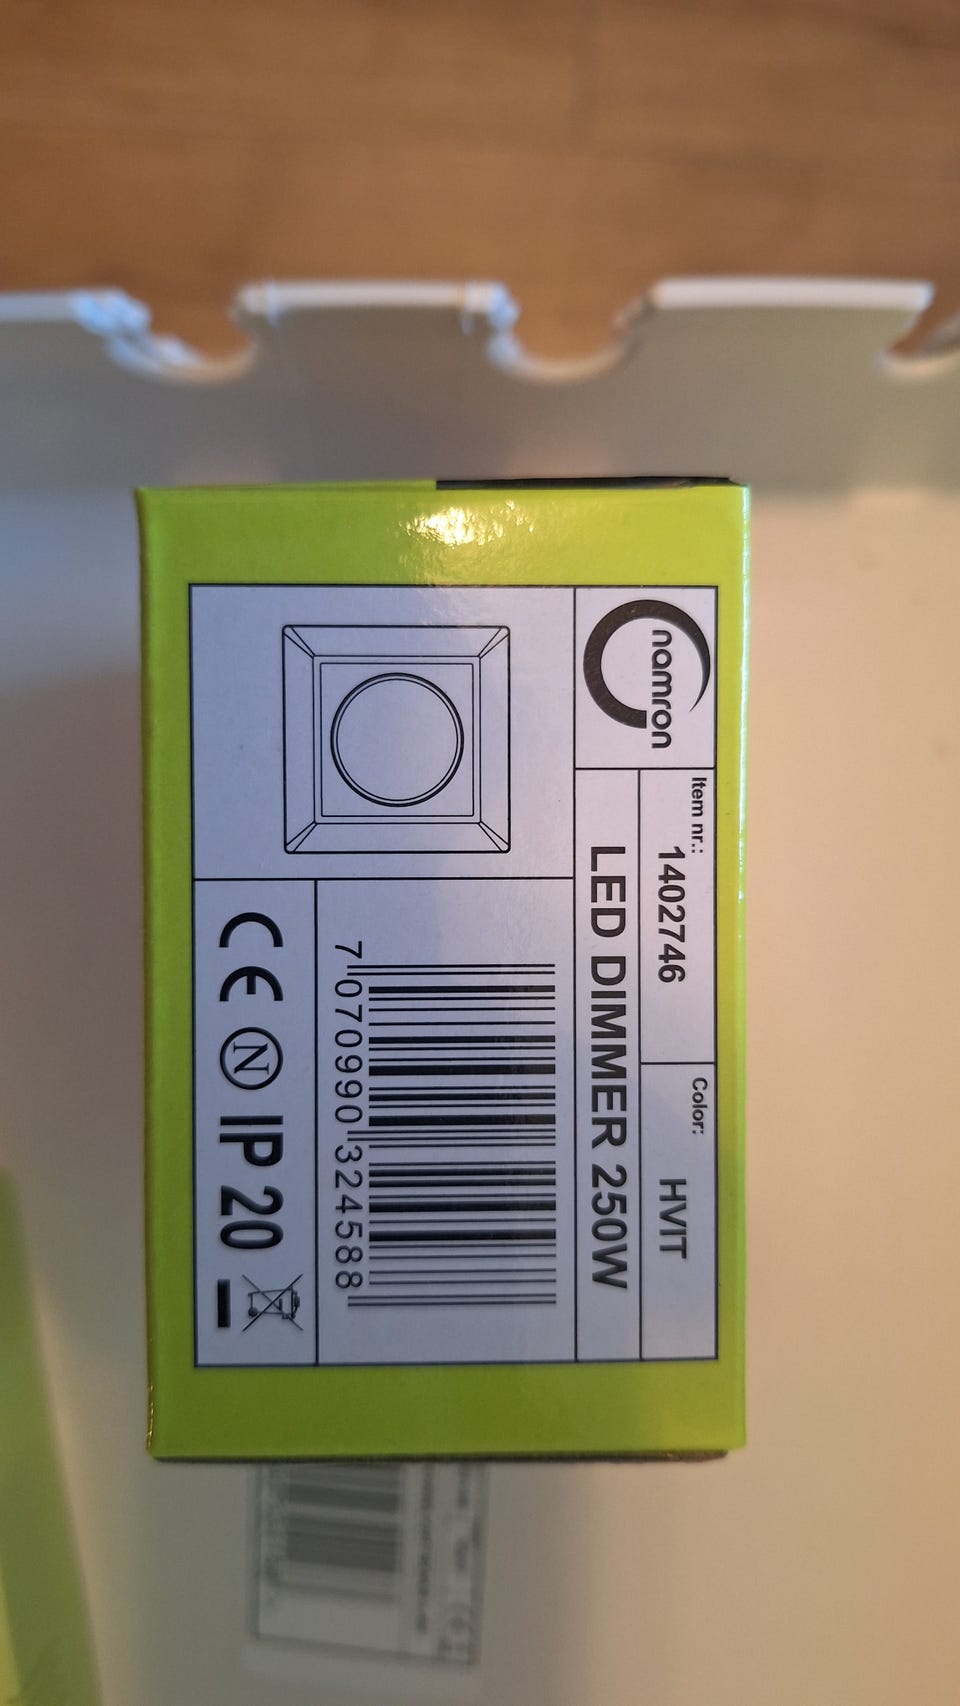 namron
Item nr.: 1402746
Color: HVIT
LED DIMMER 250W
7 070990 324588
CE N IP 20